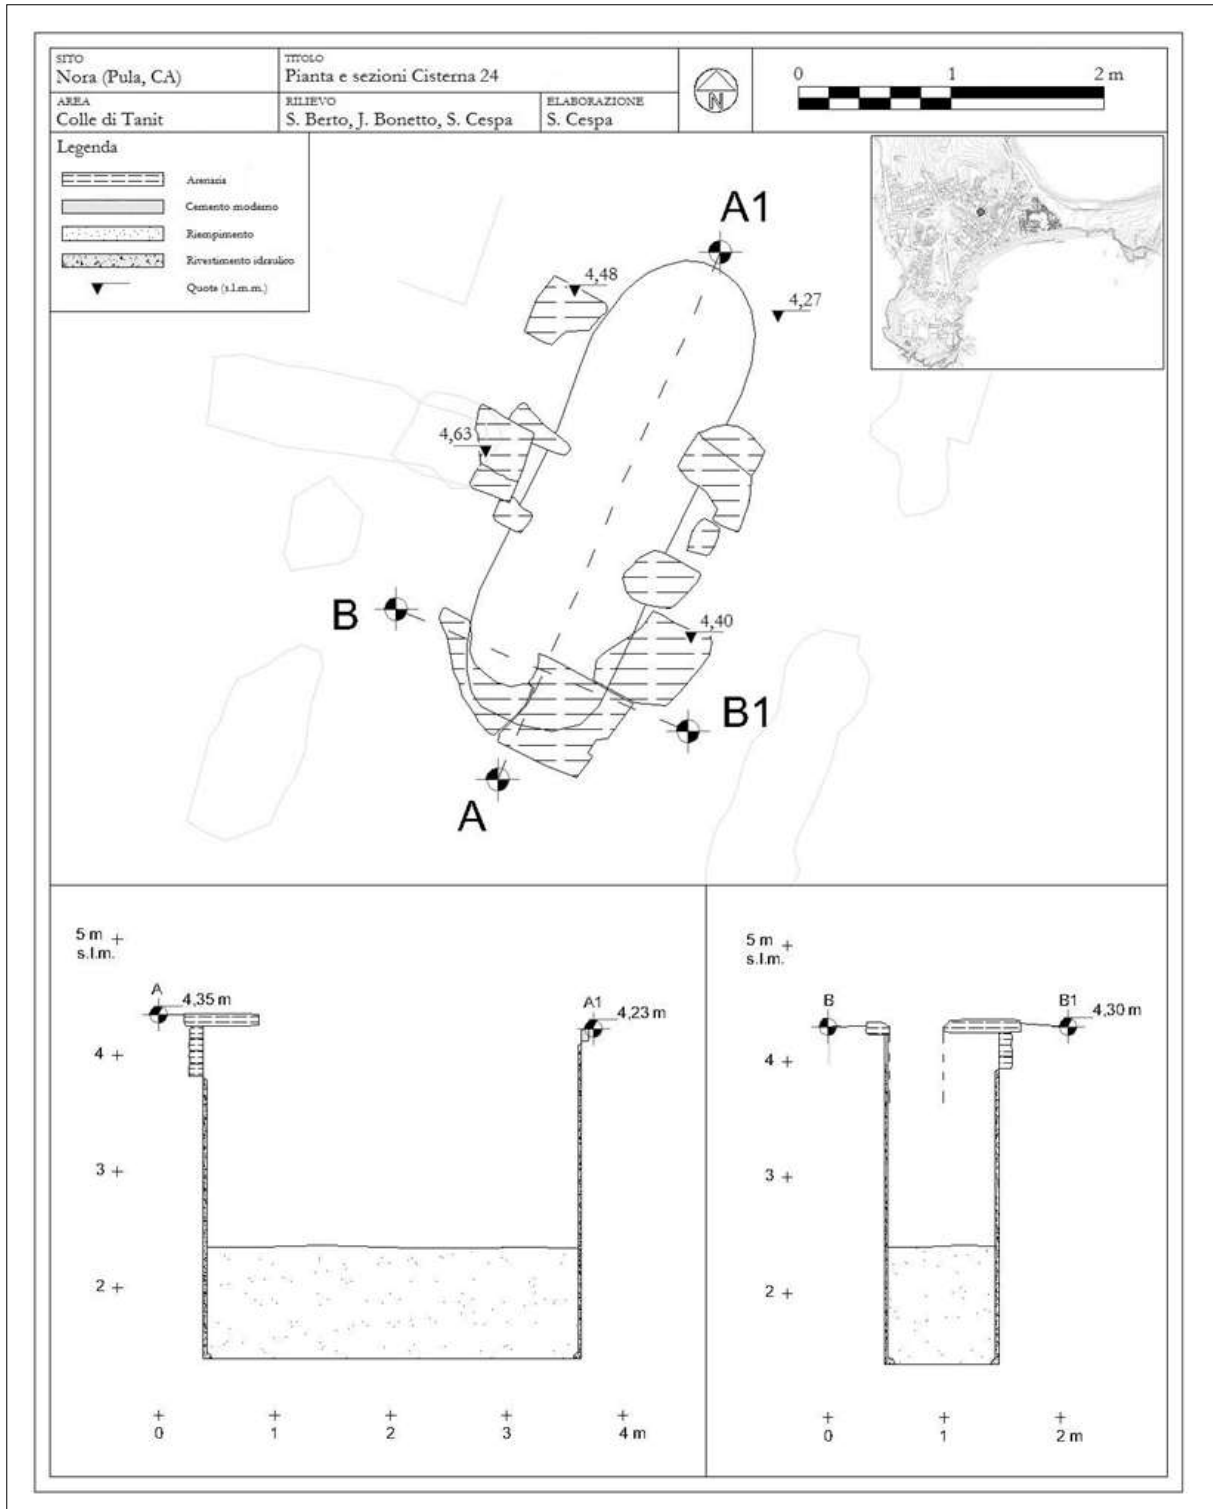 SITO
Nora (Pula, CA)
TITOLO
Pianta e sezioni Cisterna 24
AREA
Colle di Tanit
RILIEVO
S. Berto, J. Bonetto, S. Cespa
ELABORAZIONE
S. Cespa
N
0 1 2 m
Legenda
Arenaria
Cemento moderno
Riempimento
Rivestimento idraulico
Quote (s.l.m.m.)
A1
4,48
4,27
4,63
B
4,40
B1
A
5 m
s.l.m.
A
4,35 m
A1
4,23 m
4
3
2
0 1 2 3 4 m
5 m
s.l.m.
B
B1
4,30 m
4
3
2
0 1 2 m